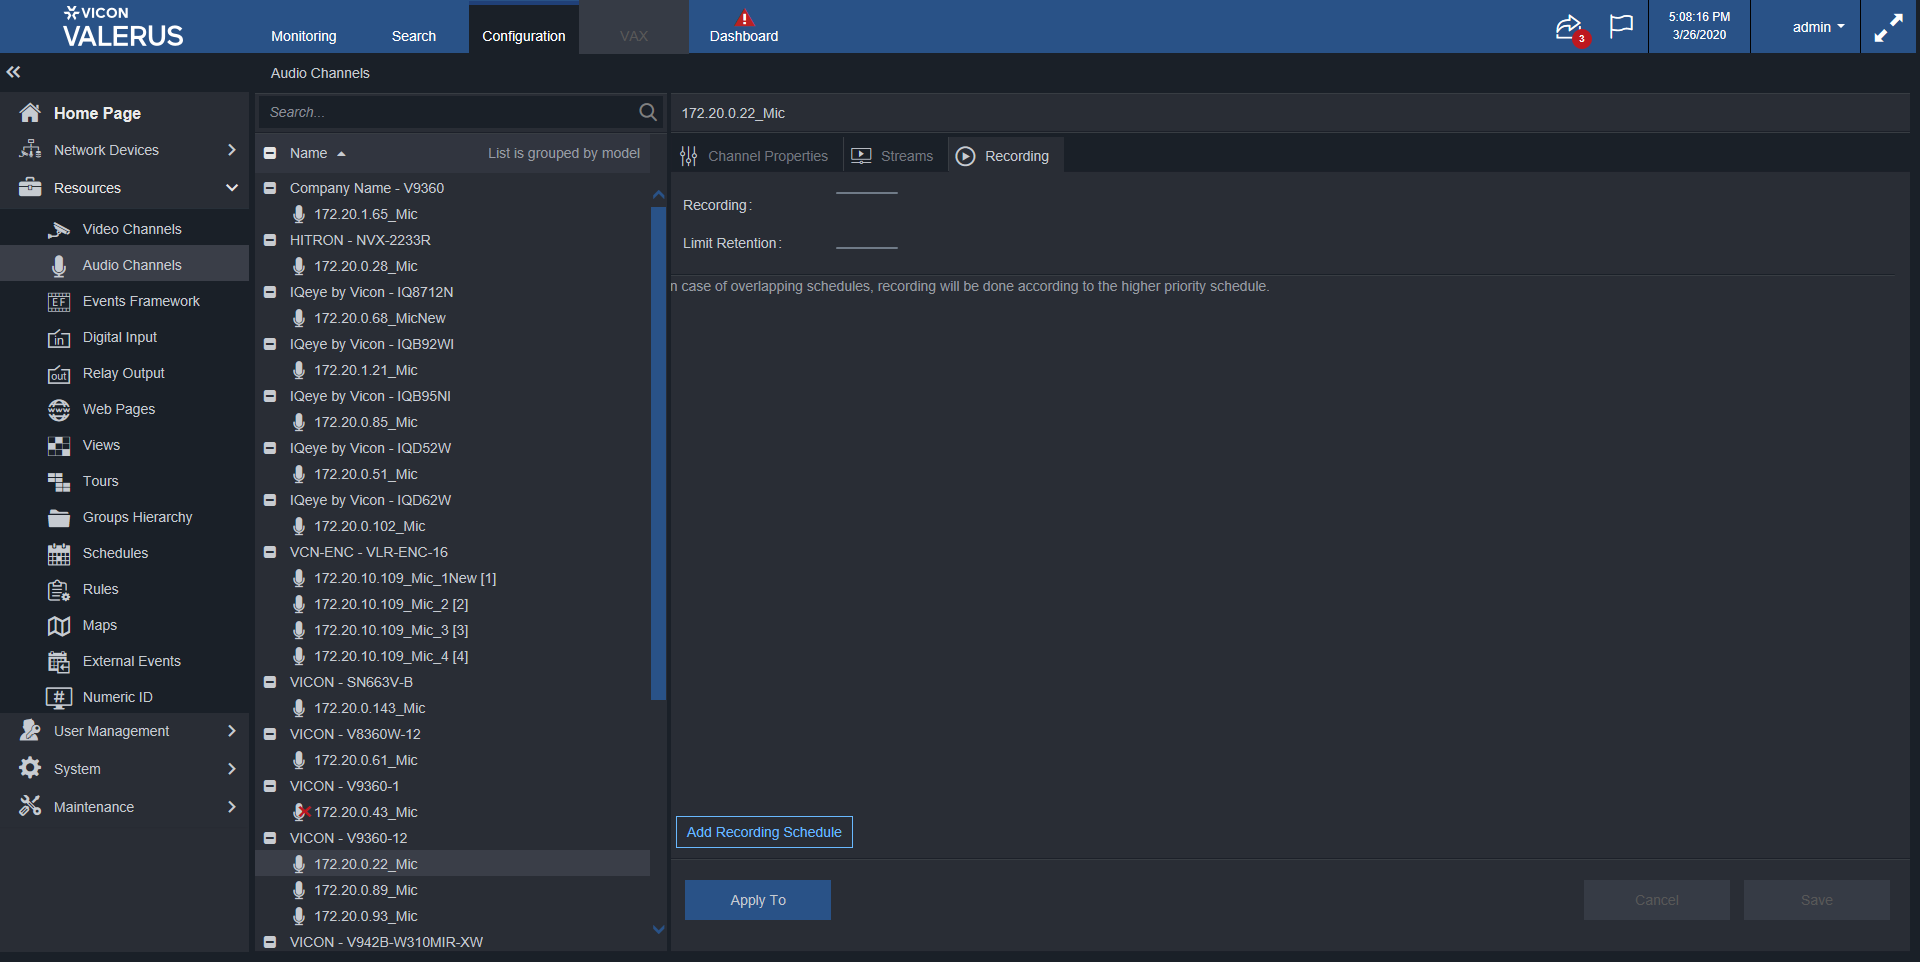 VICON
VALERUS
Monitoring
Search
Configuration
VAX
Dashboard
3
5:08:16 PM
3/26/2020
admin
Audio Channels
Home Page
Network Devices
Resources
Video Channels
Audio Channels
EF Events Framework
in Digital Input
out Relay Output
www Web Pages
Views
Tours
Groups Hierarchy
Schedules
Rules
Maps
External Events
# Numeric ID
User Management
System
Maintenance
Search...
Name List is grouped by model
Company Name - V9360
172.20.1.65_Mic
HITRON - NVX-2233R
172.20.0.28_Mic
IQeye by Vicon - IQ8712N
172.20.0.68_MicNew
IQeye by Vicon - IQB92WI
172.20.1.21_Mic
IQeye by Vicon - IQB95NI
172.20.0.85_Mic
IQeye by Vicon - IQD52W
172.20.0.51_Mic
IQeye by Vicon - IQD62W
172.20.0.102_Mic
VCN-ENC - VLR-ENC-16
172.20.10.109_Mic_1New [1]
172.20.10.109_Mic_2 [2]
172.20.10.109_Mic_3 [3]
172.20.10.109_Mic_4 [4]
VICON - SN663V-B
172.20.0.143_Mic
VICON - V8360W-12
172.20.0.61_Mic
VICON - V9360-1
172.20.0.43_Mic
VICON - V9360-12
172.20.0.22_Mic
172.20.0.89_Mic
172.20.0.93_Mic
VICON - V942B-W310MIR-XW
172.20.0.22_Mic
Channel Properties
Streams
Recording
Recording:
Limit Retention:
n case of overlapping schedules, recording will be done according to the higher priority schedule.
Add Recording Schedule
Apply To
Cancel
Save